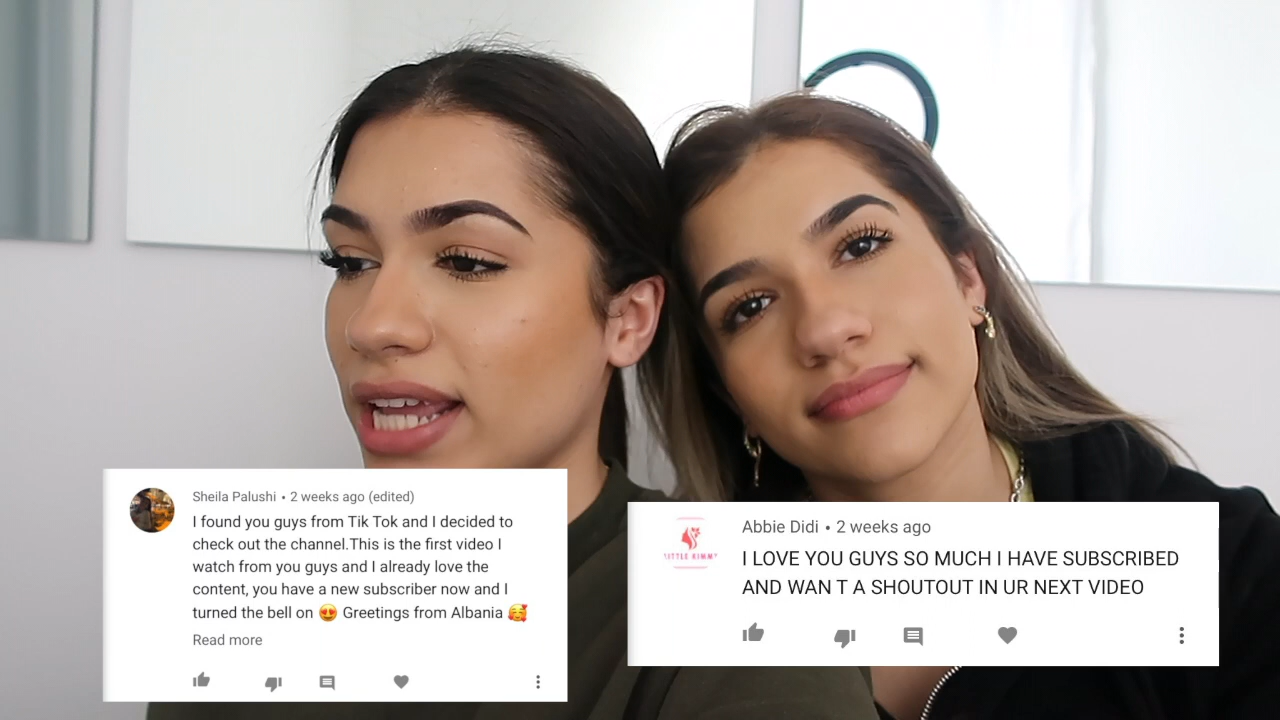 Sheila Palushi • 2 weeks ago (edited)
I found you guys from Tik Tok and I decided to
check out the channel.This is the first video I
watch from you guys and I already love the
content, you have a new subscriber now and I
turned the bell on 😍 Greetings from Albania 🥰
Read more
LITTLE KIMMY
Abbie Didi • 2 weeks ago
I LOVE YOU GUYS SO MUCH I HAVE SUBSCRIBED
AND WAN T A SHOUTOUT IN UR NEXT VIDEO